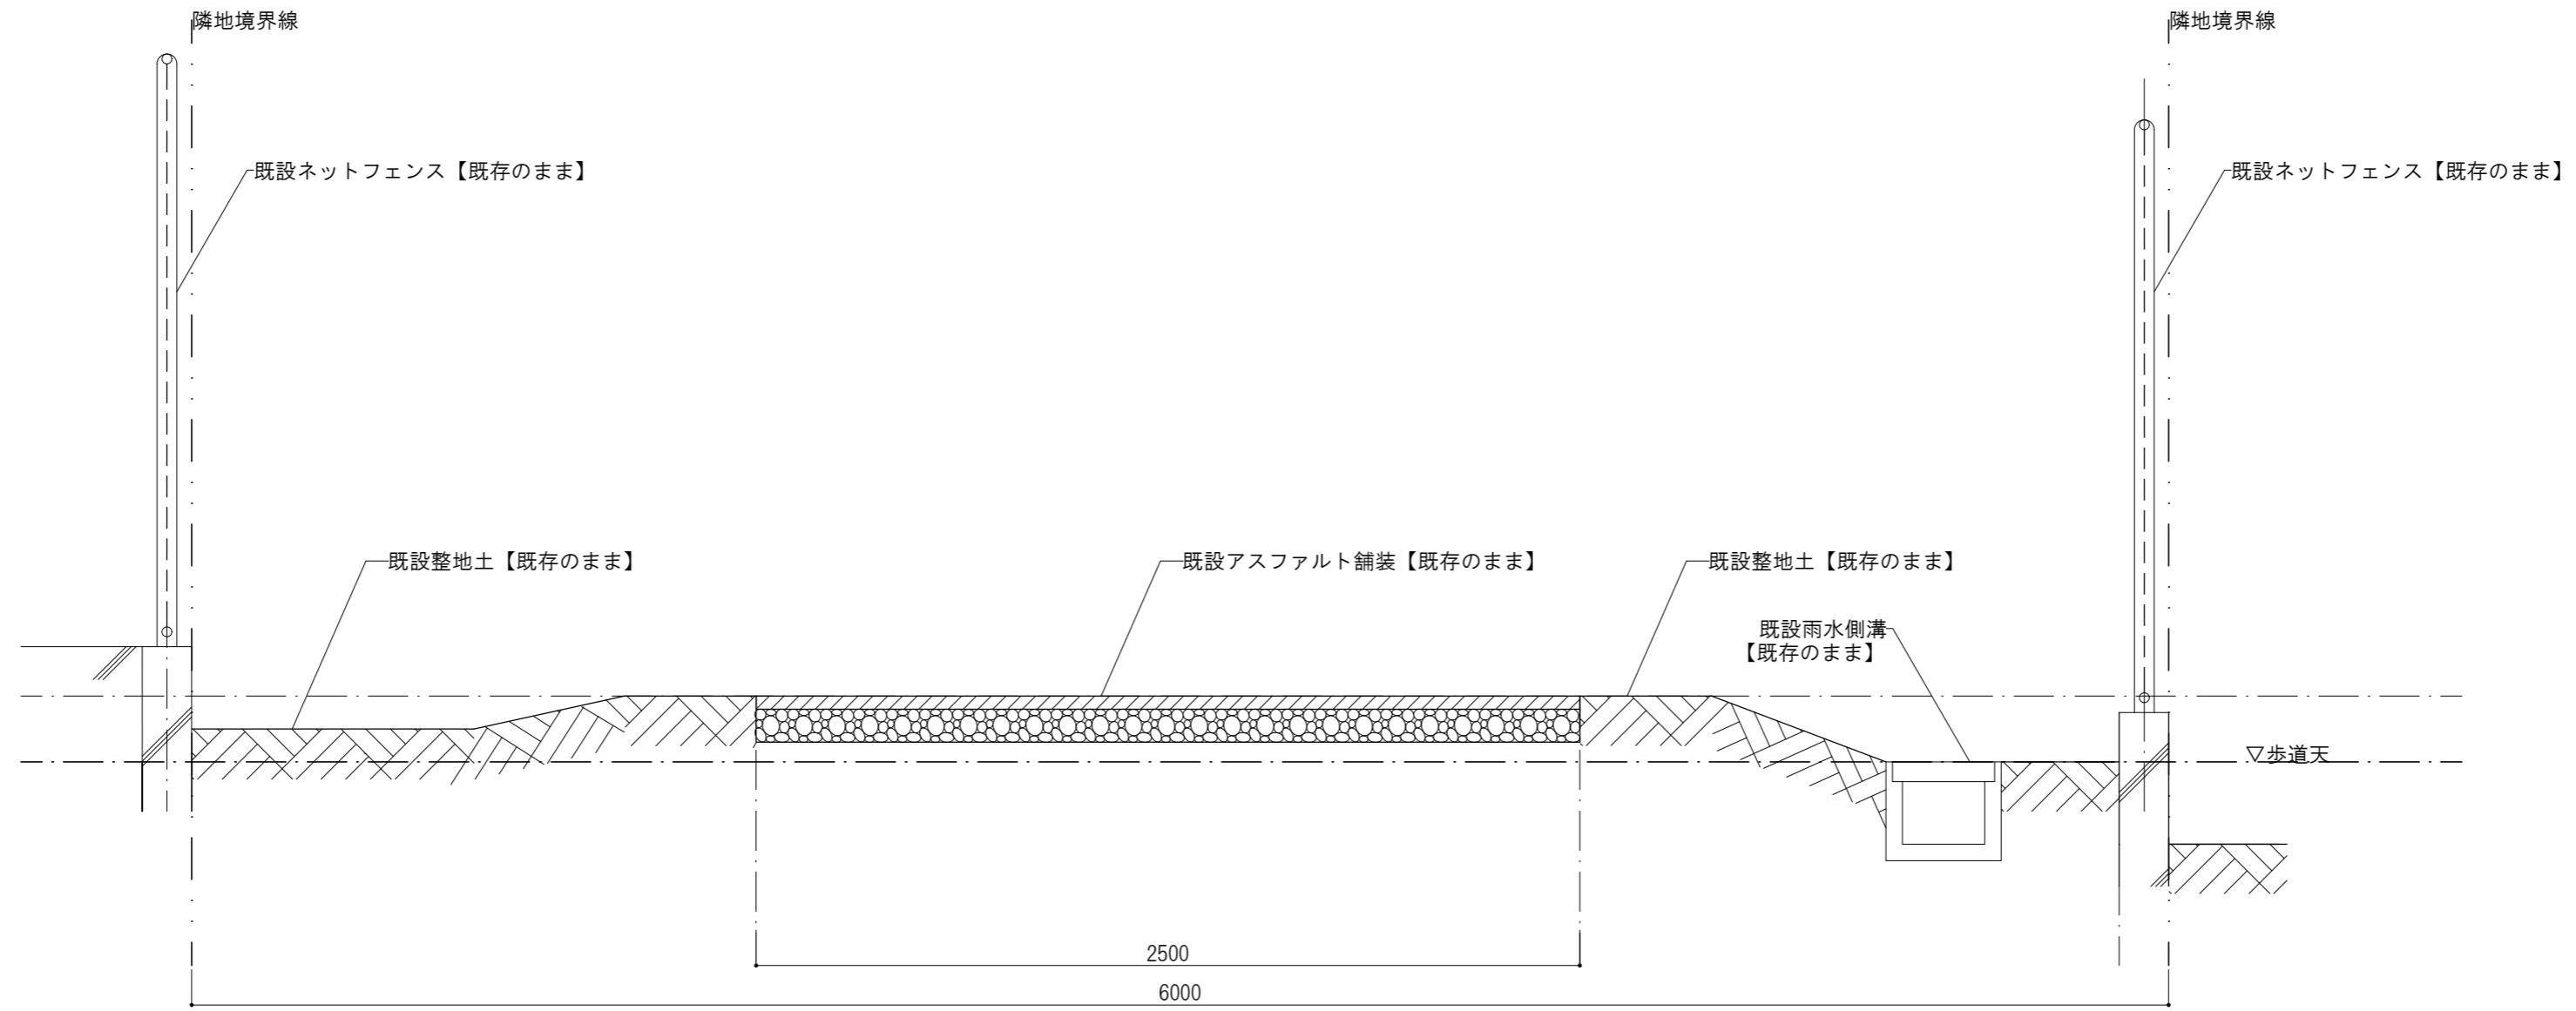 隣地境界線
隣地境界線
既設ネットフェンス【既存のまま】
既設ネットフェンス【既存のまま】
既設整地土【既存のまま】
既設アスファルト舗装【既存のまま】
既設整地土【既存のまま】
既設雨水側溝
【既存のまま】
▽歩道天
2500
6000